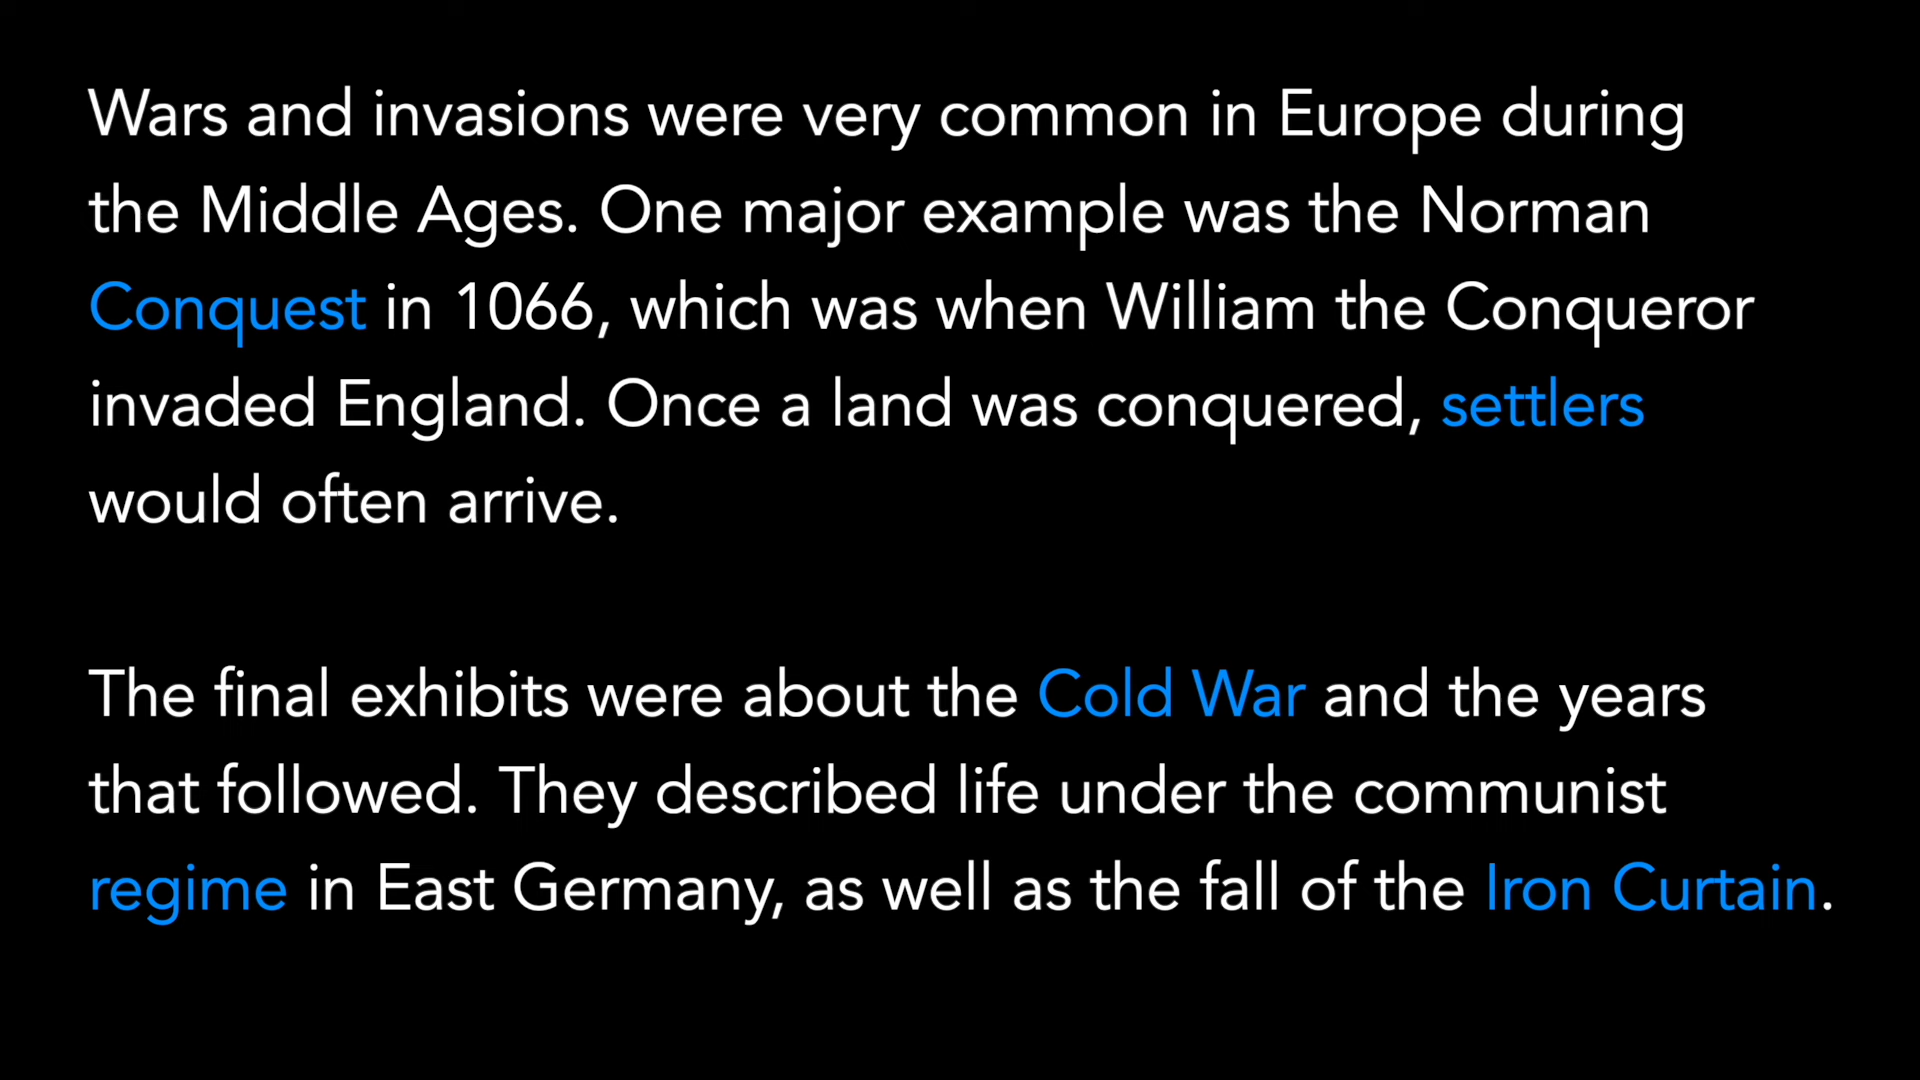 Wars and invasions were very common in Europe during
the Middle Ages. One major example was the Norman
Conquest in 1066, which was when William the Conqueror
invaded England. Once a land was conquered, settlers
would often arrive.
The final exhibits were about the Cold War and the years
that followed. They described life under the communist
regime in East Germany, as well as the fall of the Iron Curtain.